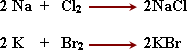 2 Na + Cl₂ ⟶ 2NaCl
2 K + Br₂ ⟶ 2KBr